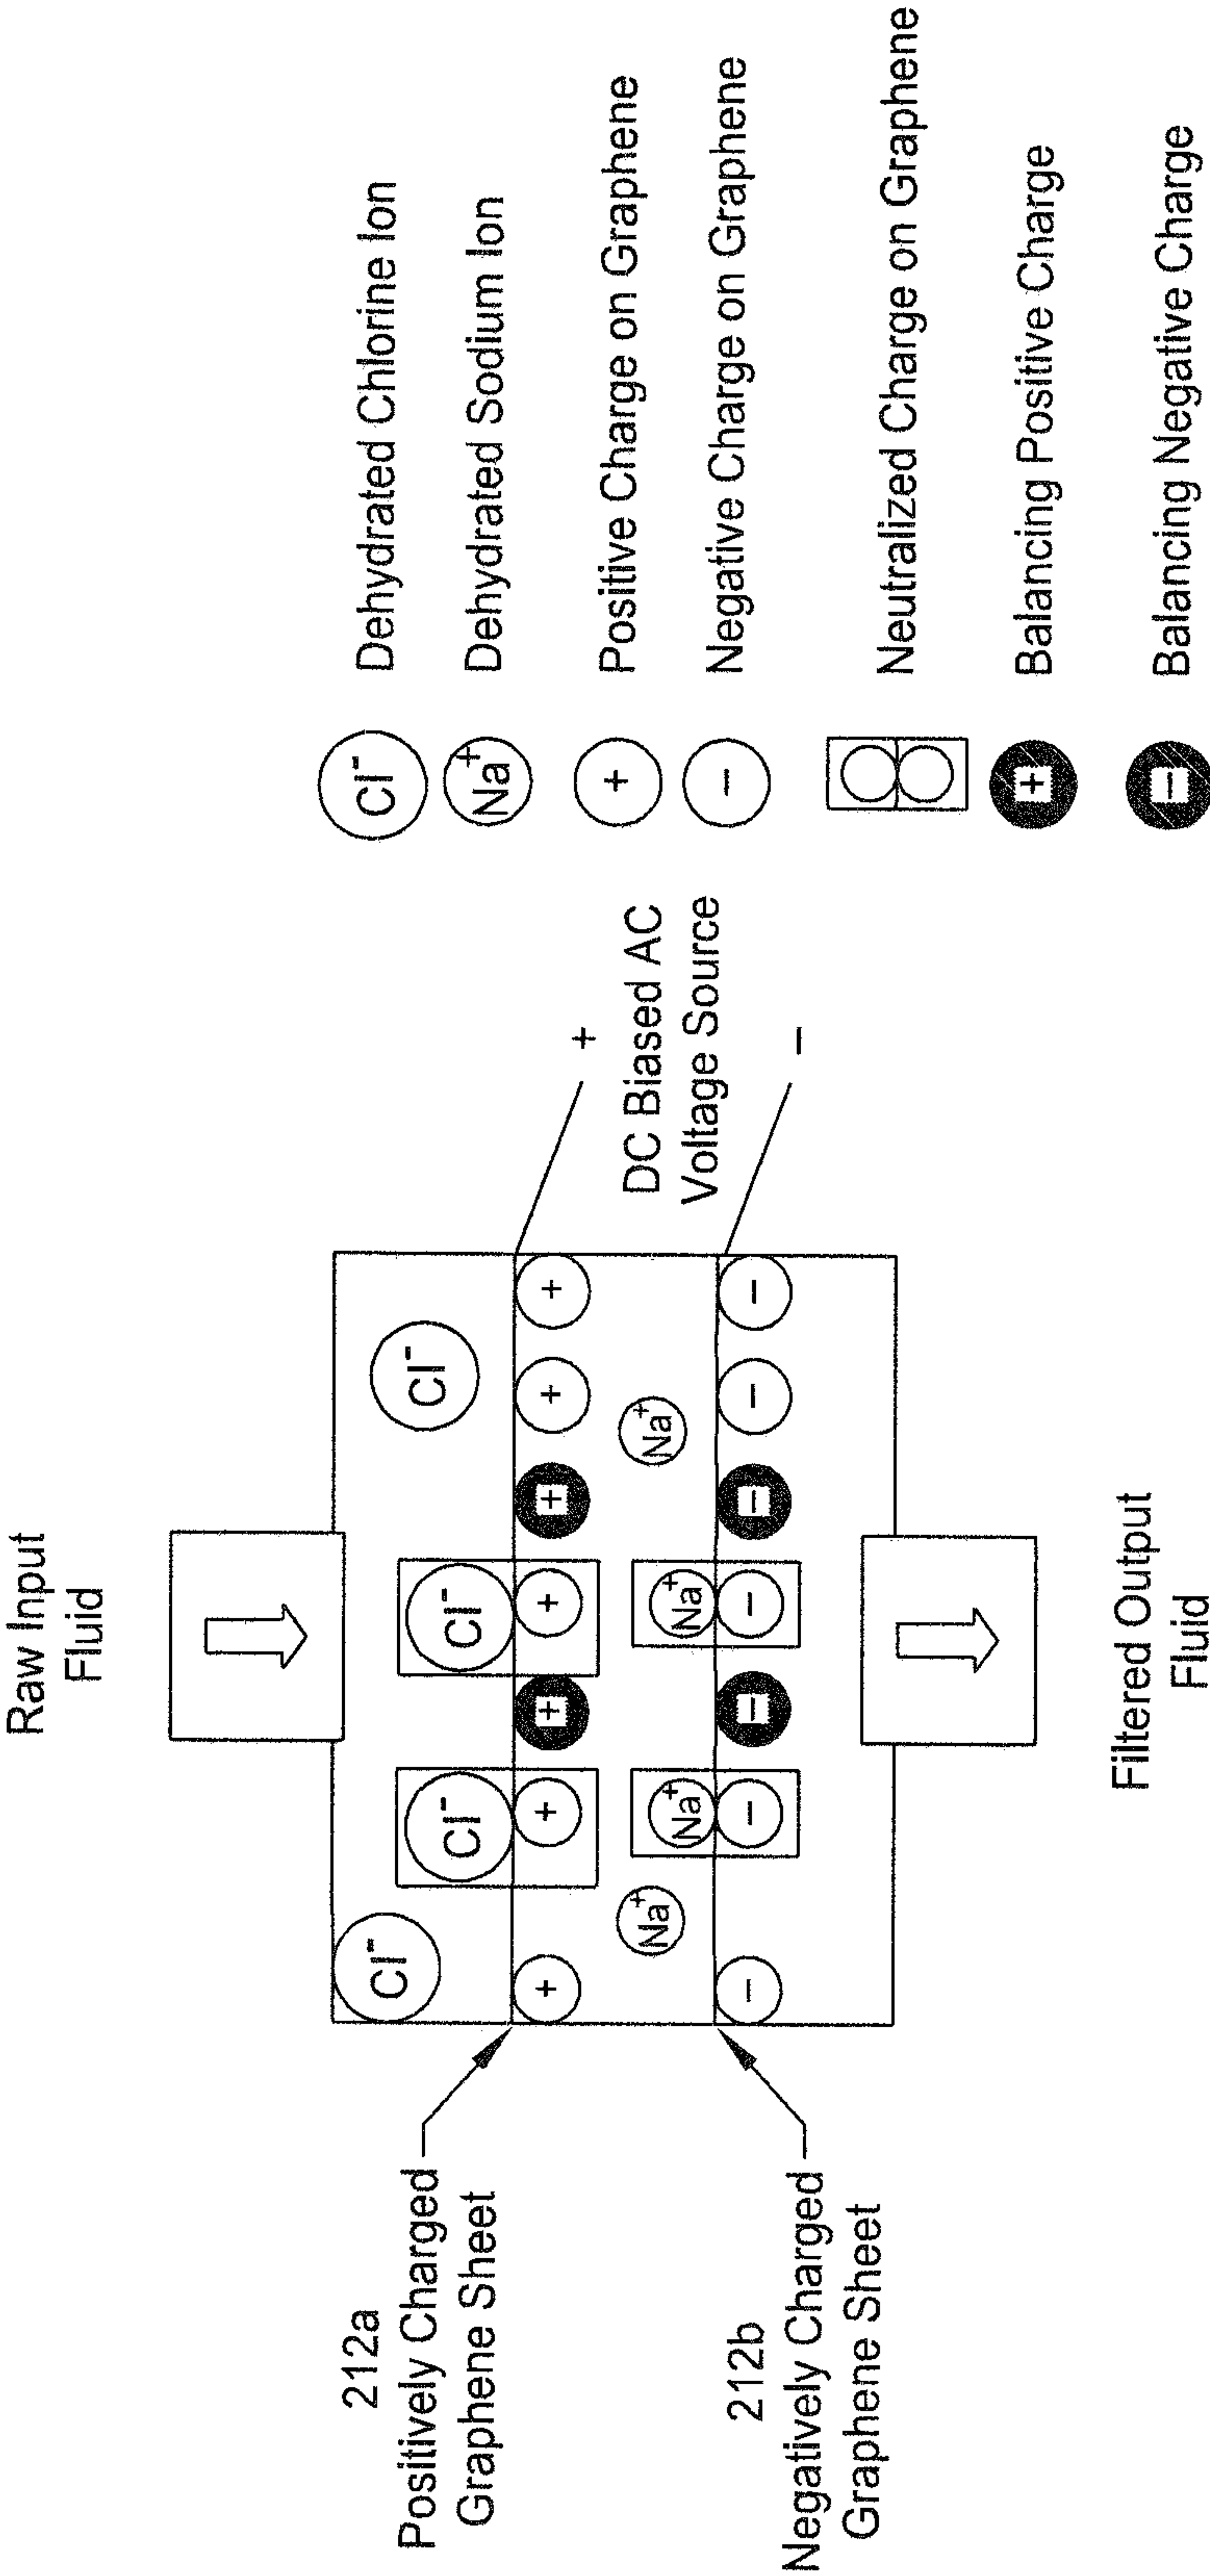 Raw Input
Fluid
212a
Positively Charged
Graphene Sheet
212b
Negatively Charged
Graphene Sheet
Cl⁻
Cl⁻
Cl⁻
Cl⁻
+
+
+
+
+
+
+
Na⁺
Na⁺
Na⁺
Na⁺
−
−
−
−
−
−
−
+
DC Biased AC
Voltage Source
−
Filtered Output
Fluid
Cl⁻ Dehydrated Chlorine Ion
Na⁺ Dehydrated Sodium Ion
+ Positive Charge on Graphene
− Negative Charge on Graphene
Neutralized Charge on Graphene
+ Balancing Positive Charge
− Balancing Negative Charge